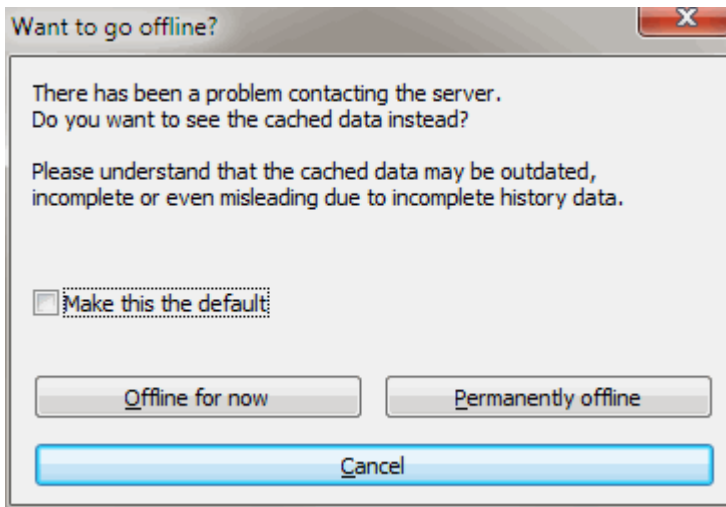 Want to go offline?
There has been a problem contacting the server.
Do you want to see the cached data instead?
Please understand that the cached data may be outdated,
incomplete or even misleading due to incomplete history data.
Make this the default
Offline for now
Permanently offline
Cancel